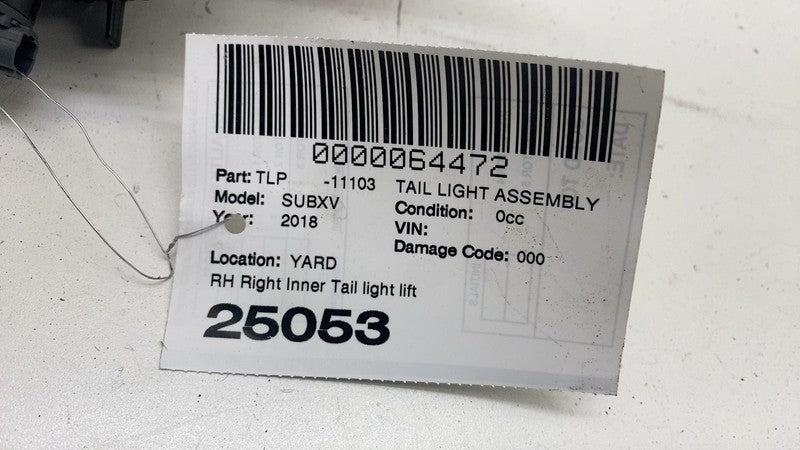 0000064472
Part: TLP -11103 TAIL LIGHT ASSEMBLY
Model: SUBXV Condition: 0cc
Year: 2018 VIN:
Damage Code: 000
Location: YARD
RH Right Inner Tail light lift
25053